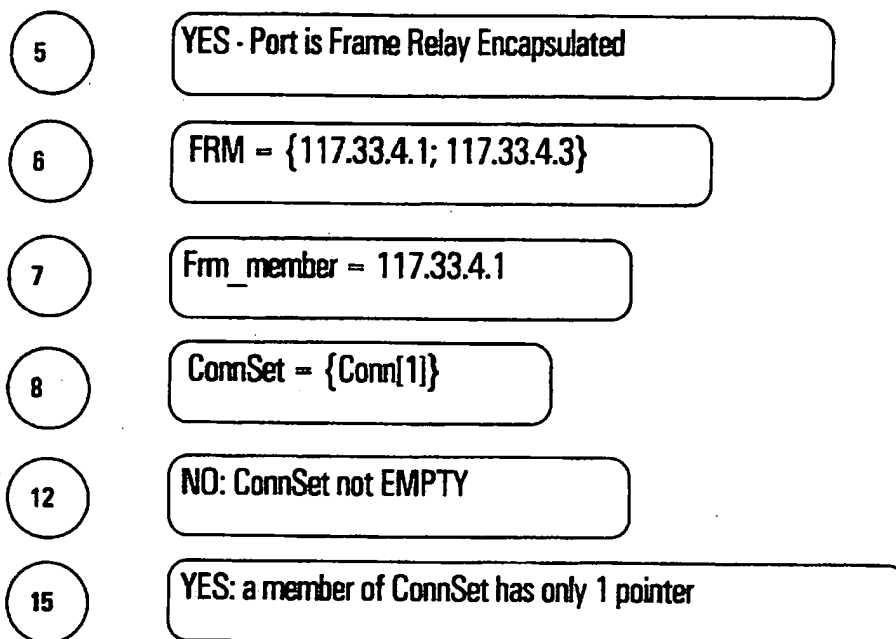 5
YES - Port is Frame Relay Encapsulated
6
FRM = {117.33.4.1; 117.33.4.3}
7
Frm_member = 117.33.4.1
8
ConnSet = {Conn[1]}
12
NO: ConnSet not EMPTY
15
YES: a member of ConnSet has only 1 pointer